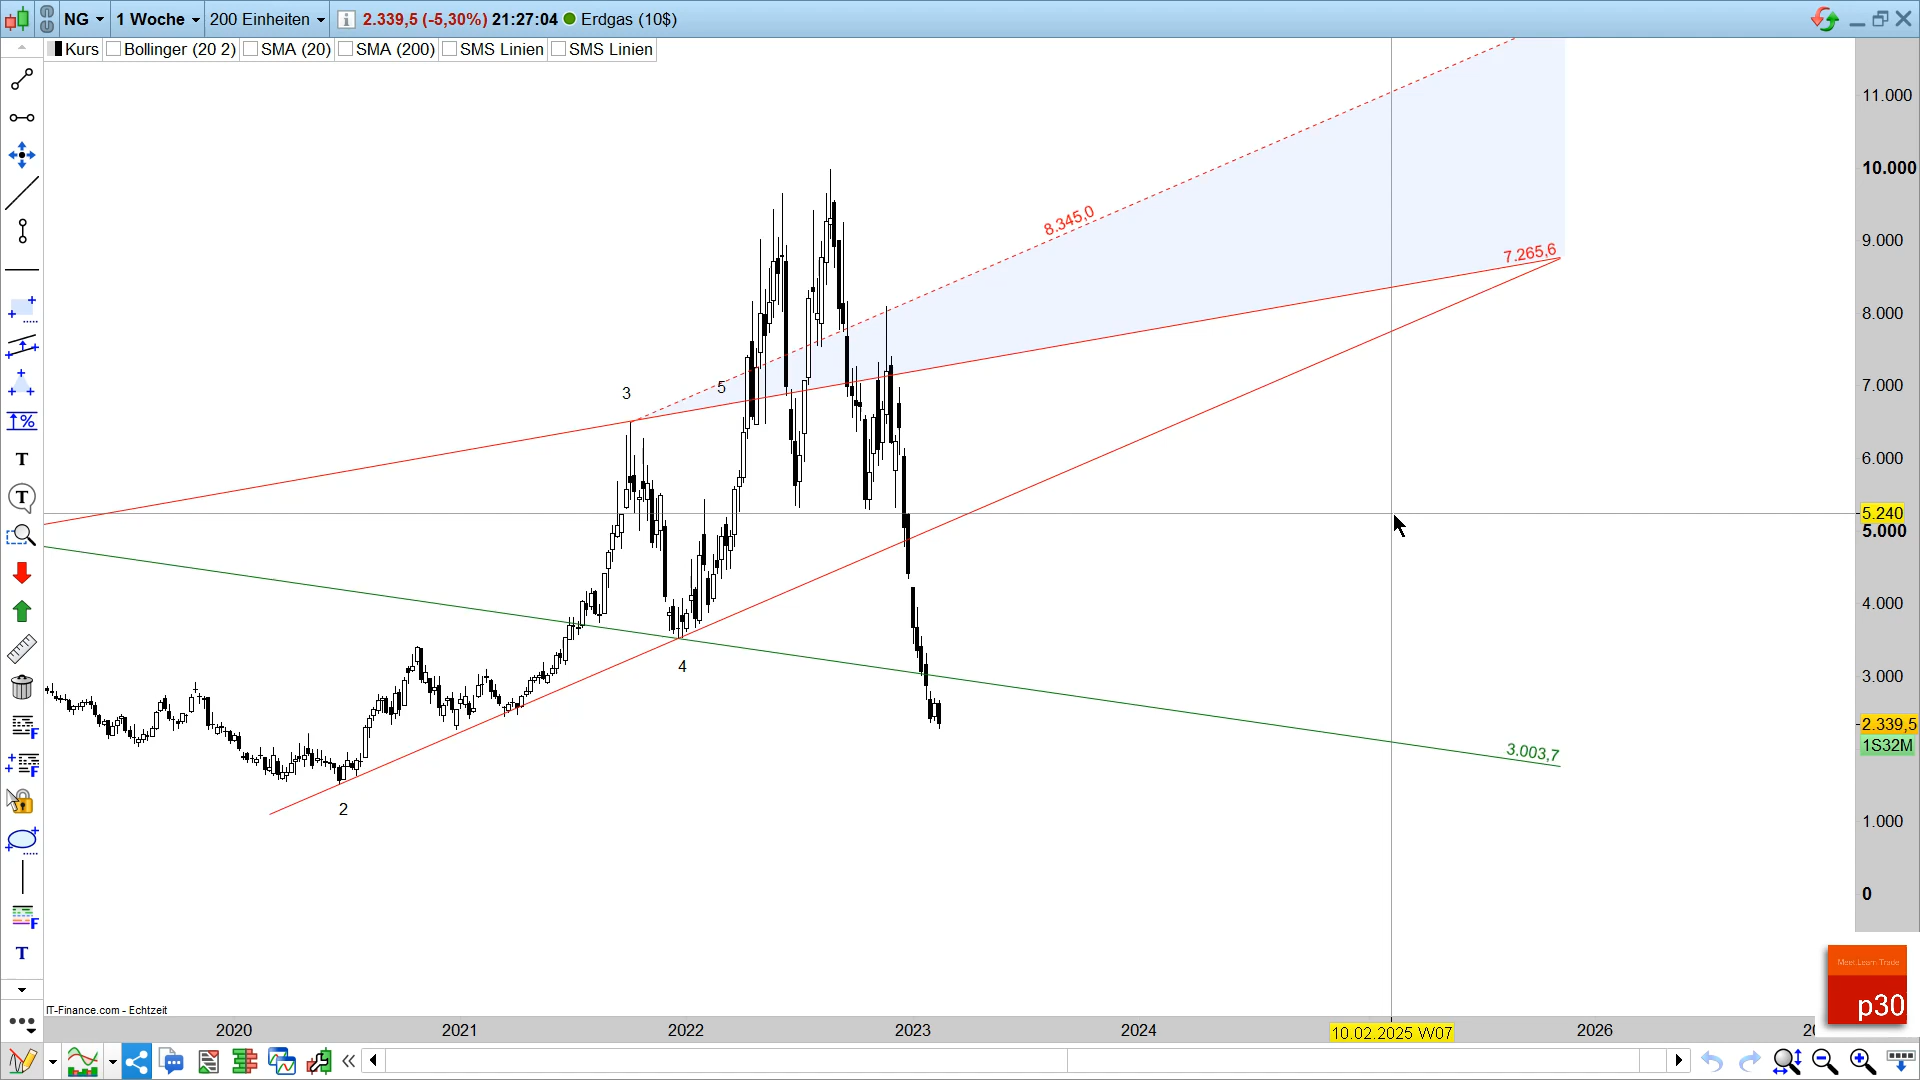 NG 1 Woche 200 Einheiten 2.339,5 (-5,30%) 21:27:04 Erdgas (10$)
Kurs Bollinger (20 2) SMA (20) SMA (200) SMS Linien SMS Linien
11.000
10.000
9.000
8.000
7.000
6.000
5.240
5.000
4.000
3.000
2.339,5
1S32M
1.000
0
8.345,0
7.265,6
3
5
4
2
3.003,7
%
T
T
F
F
F
T
Meet.Learn.Trade
p30
IT-Finance.com - Echtzeit
2020 2021 2022 2023 2024 10.02.2025 W07 2026 20